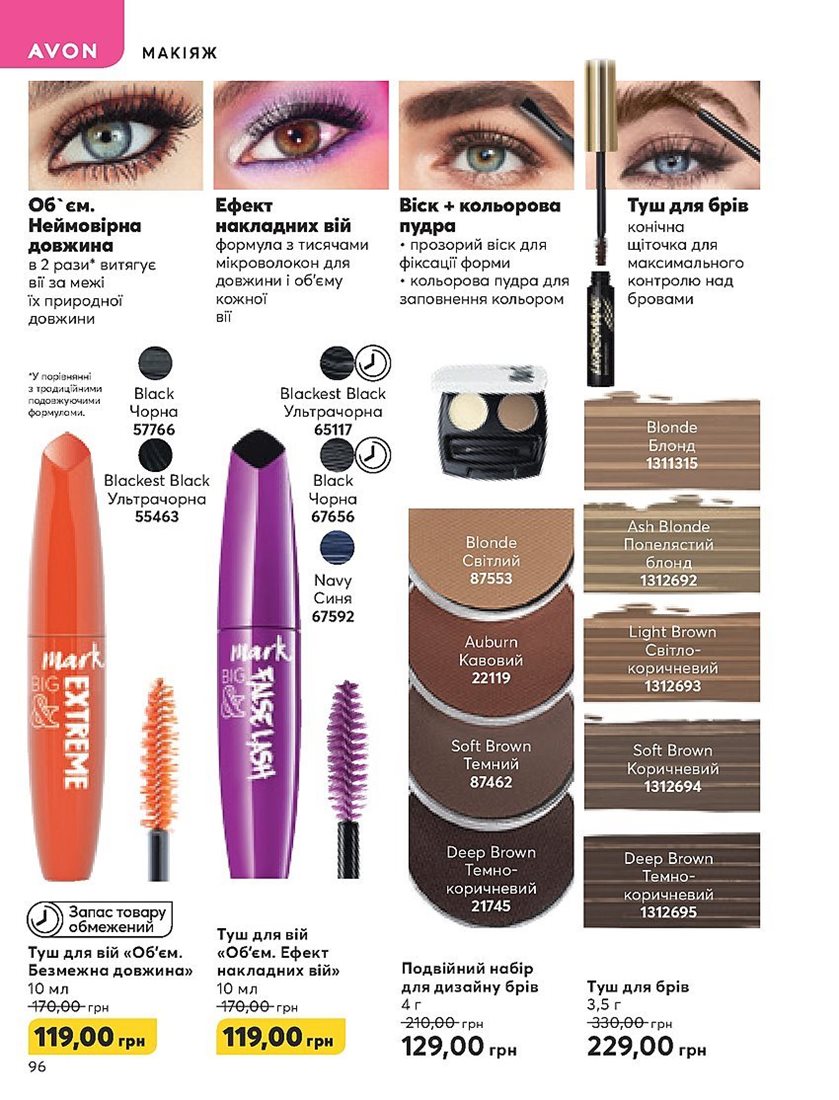 AVON
МАКІЯЖ
Об`єм.
Неймовірна
довжина
в 2 рази* витягує
вії за межі
їх природної
довжини
Ефект
накладних вій
формула з тисячами
мікроволокон для
довжини і об'єму
кожної
вії
Віск + кольорова
пудра
• прозорий віск для
фіксації форми
• кольорова пудра для
заповнення кольором
Туш для брів
конічна
щіточка для
максимального
контролю над
бровами
*У порівнянні
з традиційними
подовжуючими
формулами.
Black
Чорна
57766
Blackest Black
Ультрачорна
55463
Blackest Black
Ультрачорна
65117
Black
Чорна
67656
Navy
Синя
67592
mark.
BIG
&
EXTREME
mark.
BIG
&
FALSE LASH
Blonde
Світлий
87553
Auburn
Кавовий
22119
Soft Brown
Темний
87462
Deep Brown
Темно-
коричневий
21745
Blonde
Блонд
1311315
Ash Blonde
Попелястий
блонд
1312692
Light Brown
Світло-
коричневий
1312693
Soft Brown
Коричневий
1312694
Deep Brown
Темно-
коричневий
1312695
Запас товару
обмежений
Туш для вій «Об'єм.
Безмежна довжина»
10 мл
170,00 грн
119,00 грн
Туш для вій
«Об'єм. Ефект
накладних вій»
10 мл
170,00 грн
119,00 грн
Подвійний набір
для дизайну брів
4 г
210,00 грн
129,00 грн
Туш для брів
3,5 г
330,00 грн
229,00 грн
96